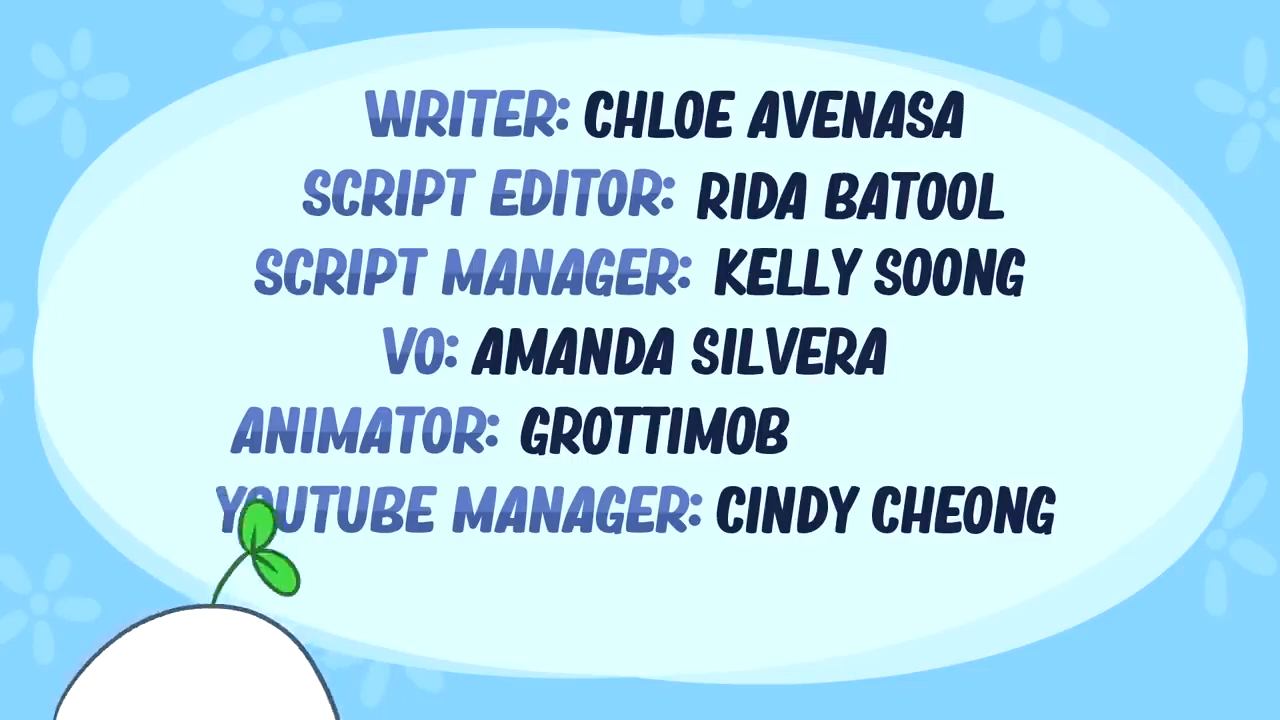 WRITER: CHLOE AVENASA
SCRIPT EDITOR: RIDA BATOOL
SCRIPT MANAGER: KELLY SOONG
VO: AMANDA SILVERA
ANIMATOR: GROTTIMOB
YOUTUBE MANAGER: CINDY CHEONG